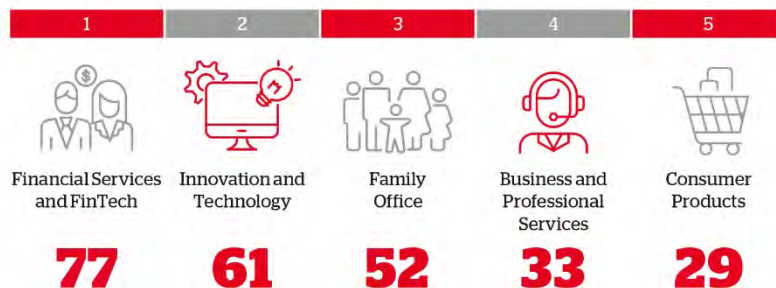 1
2
3
4
5
$
Financial Services
and FinTech
Innovation and
Technology
Family
Office
Business and
Professional
Services
Consumer
Products
77
61
52
33
29